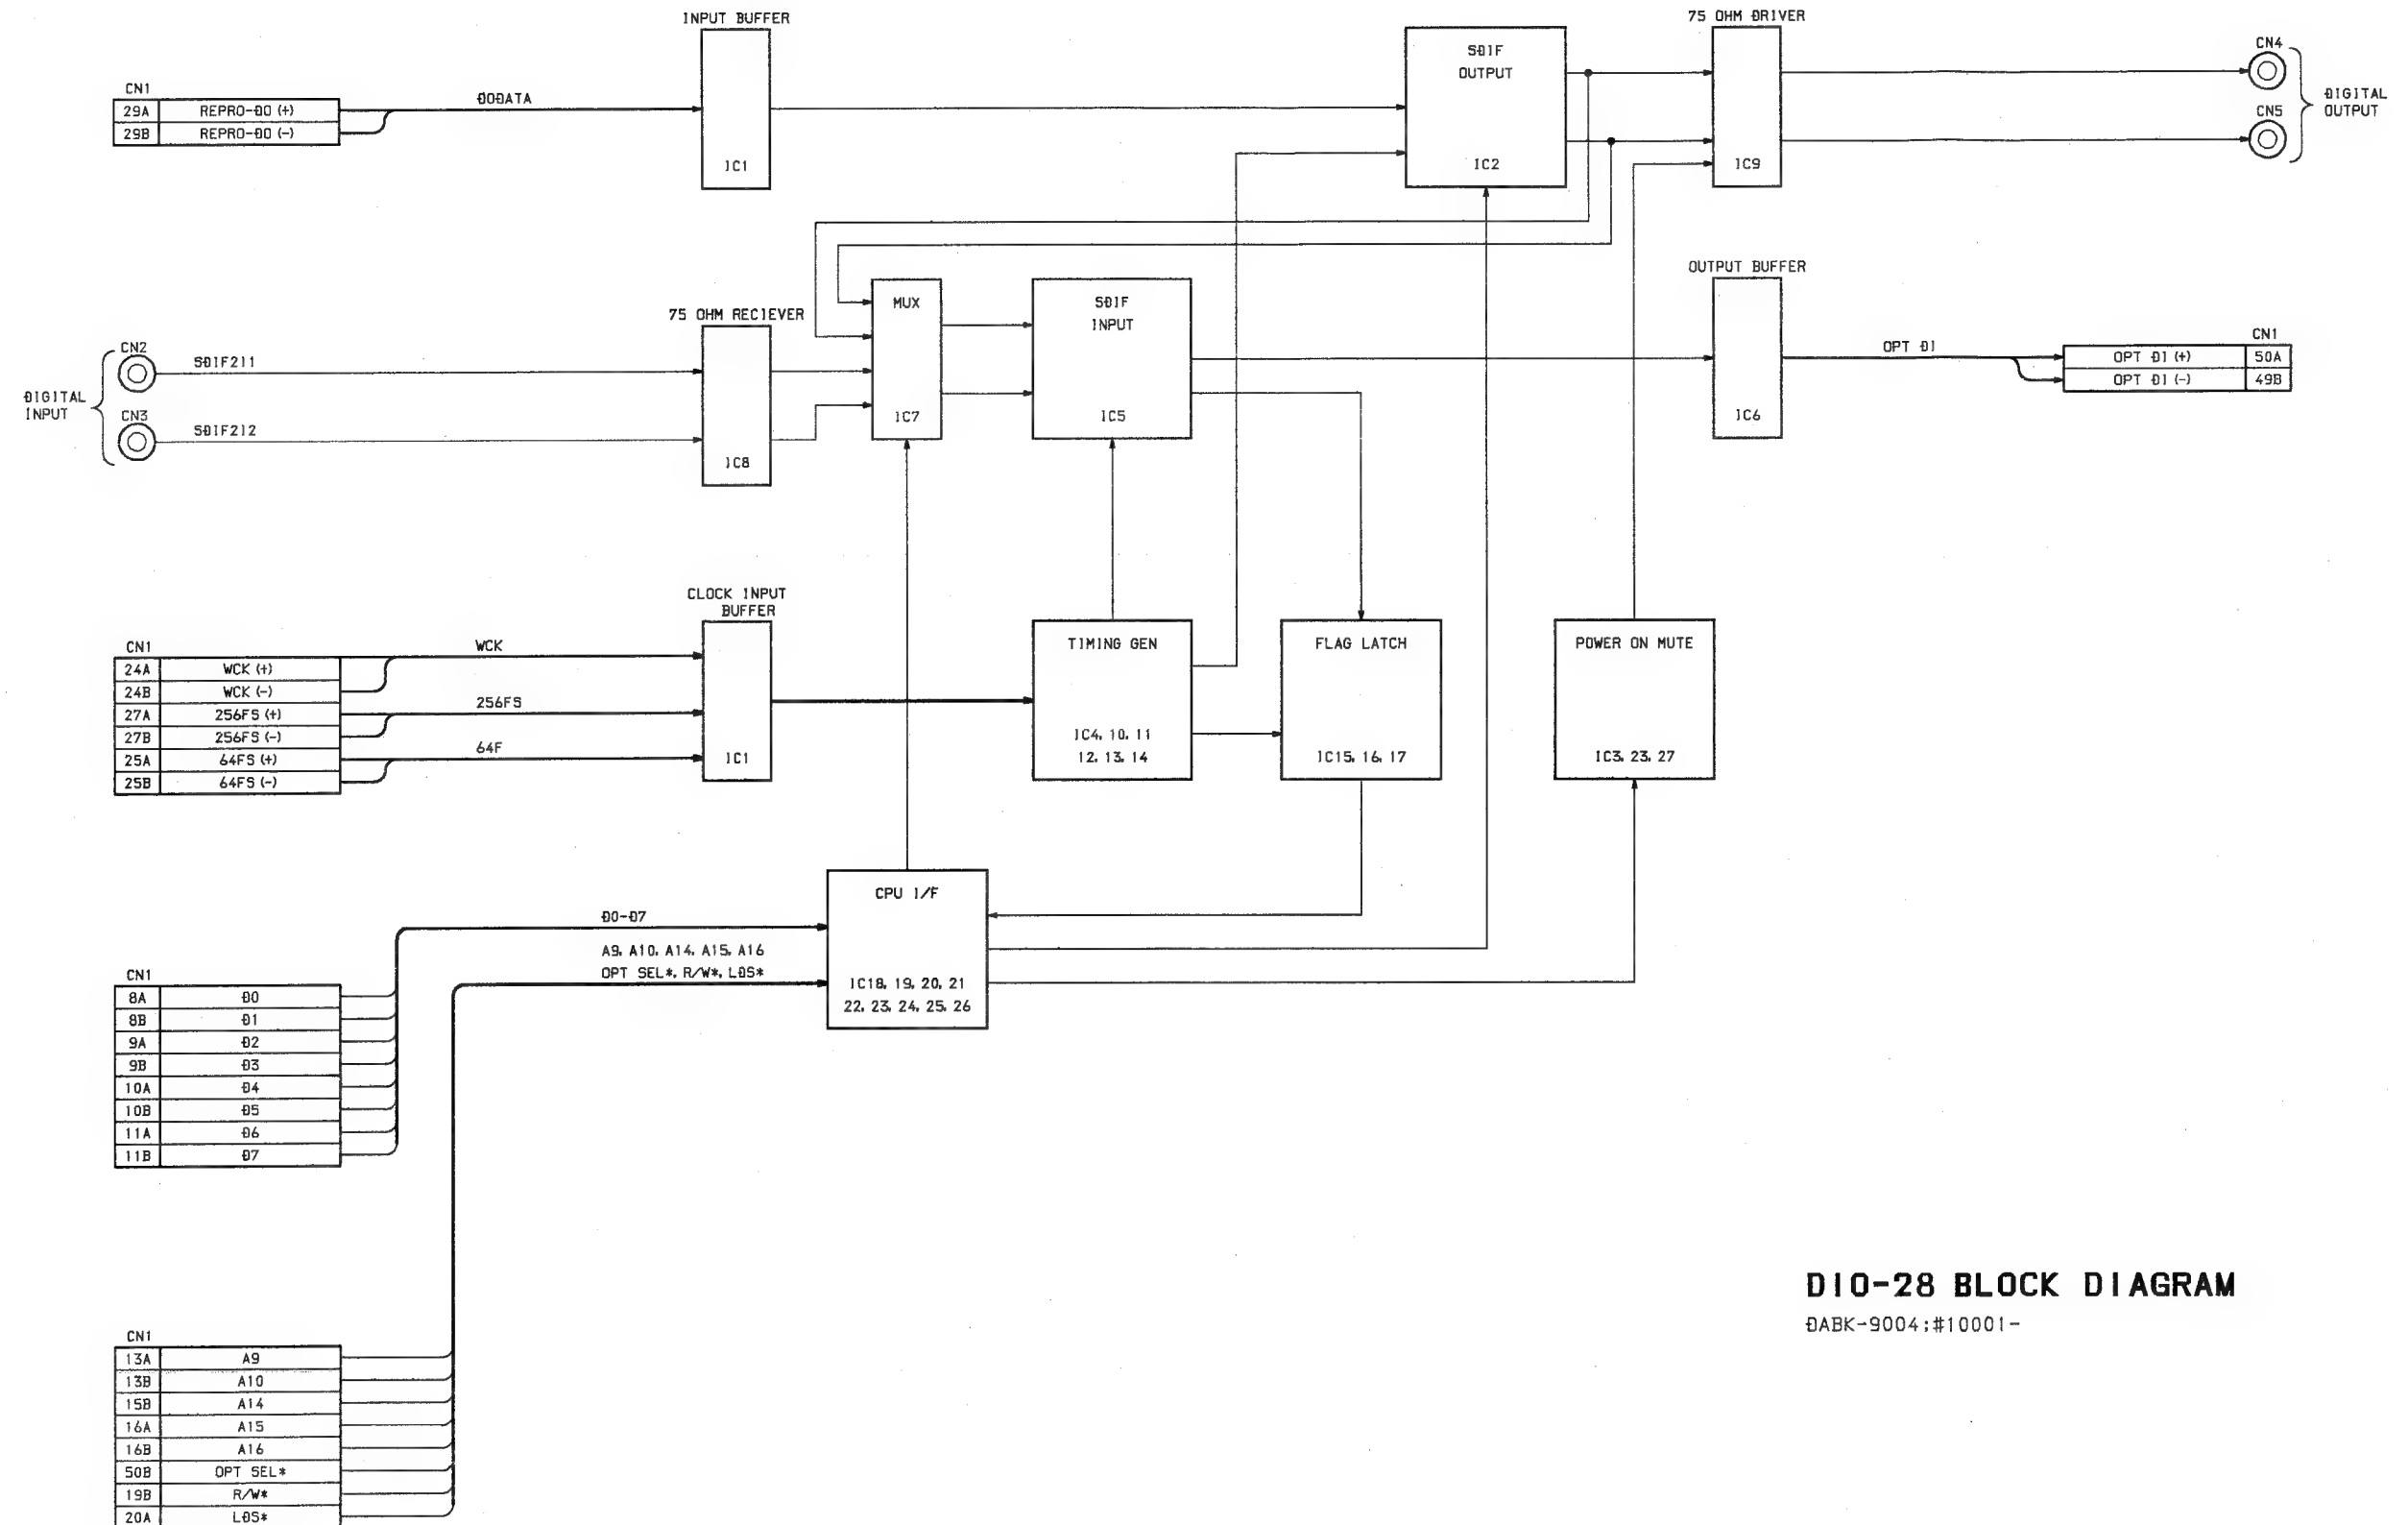 INPUT BUFFER
IC1
CN1
29A REPRO-DO (+)
29B REPRO-DO (-)
DODATA
SDIF
OUTPUT
IC2
75 OHM DRIVER
IC9
CN4
CN5
DIGITAL
OUTPUT
DIGITAL
INPUT
CN2
SDIF2I1
CN3
SDIF2I2
75 OHM RECIEVER
IC8
MUX
IC7
SDIF
INPUT
IC5
OUTPUT BUFFER
IC6
OPT DI
CN1
OPT DI (+) 50A
OPT DI (-) 49B
CLOCK INPUT
BUFFER
IC1
CN1
24A WCK (+)
24B WCK (-)
27A 256FS (+)
27B 256FS (-)
25A 64FS (+)
25B 64FS (-)
WCK
256FS
64F
TIMING GEN
IC4, 10, 11
12, 13, 14
FLAG LATCH
IC15, 16, 17
POWER ON MUTE
IC3, 23, 27
CPU I/F
IC18, 19, 20, 21
22, 23, 24, 25, 26
D0-D7
A9, A10, A14, A15, A16
OPT SEL*, R/W*, LDS*
CN1
8A D0
8B D1
9A D2
9B D3
10A D4
10B D5
11A D6
11B D7
CN1
13A A9
13B A10
15B A14
16A A15
16B A16
50B OPT SEL*
19B R/W*
20A LDS*
DIO-28 BLOCK DIAGRAM
DABK-9004;#10001-